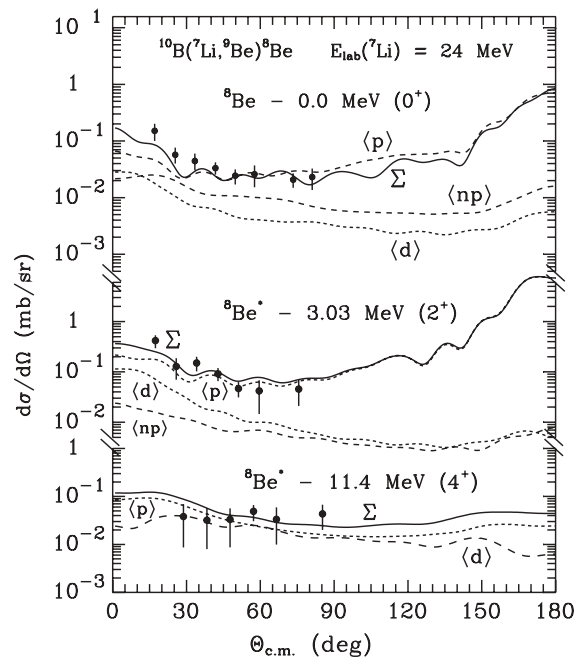 ¹⁰B(⁷Li,⁹Be)⁸Be E_lab(⁷Li) = 24 MeV
10
1
10⁻¹
10⁻²
10⁻³
⁸Be – 0.0 MeV (0⁺)
⟨p⟩
Σ
⟨np⟩
⟨d⟩
dσ/dΩ (mb/sr)
1
10⁻¹
10⁻²
⁸Be* – 3.03 MeV (2⁺)
Σ
⟨d⟩ ⟨p⟩
⟨np⟩
1
10⁻¹
10⁻²
10⁻³
⁸Be* – 11.4 MeV (4⁺)
⟨p⟩ Σ
⟨d⟩
0 30 60 90 120 150 180
Θ_c.m. (deg)